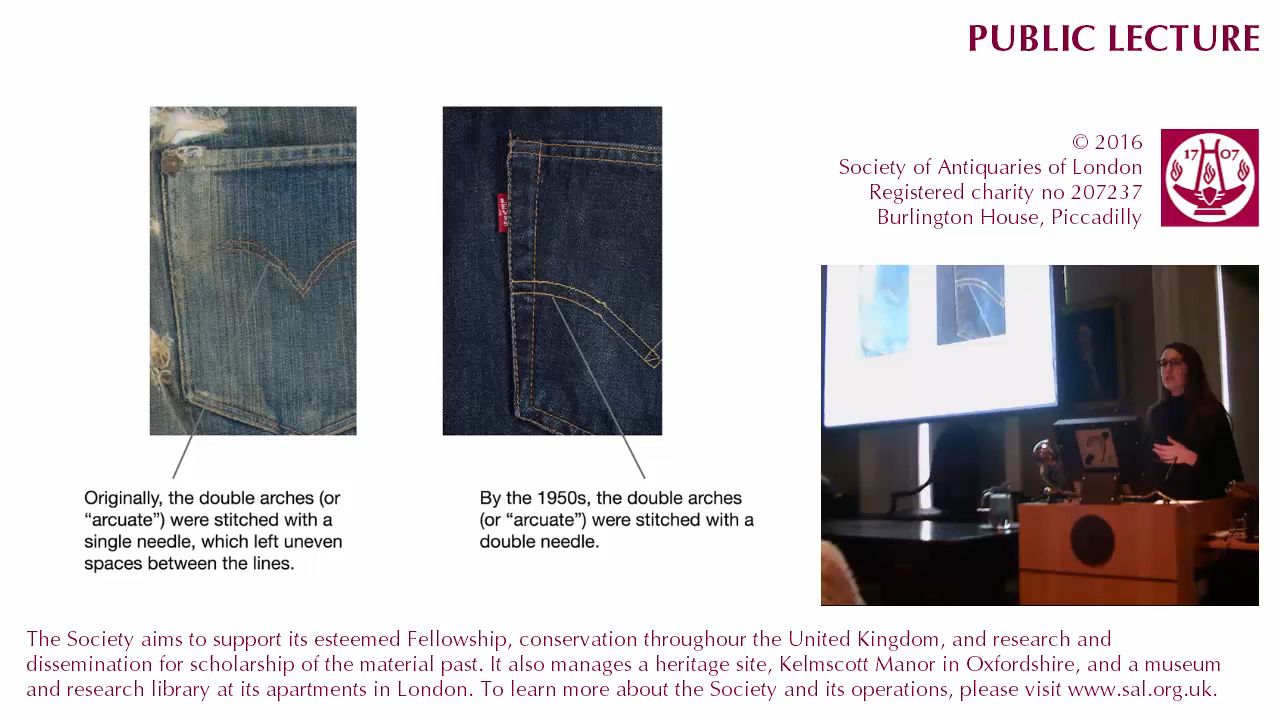 PUBLIC LECTURE
© 2016
Society of Antiquaries of London
Registered charity no 207237
Burlington House, Piccadilly
17 07
Originally, the double arches (or
“arcuate”) were stitched with a
single needle, which left uneven
spaces between the lines.
By the 1950s, the double arches
(or “arcuate”) were stitched with a
double needle.
The Society aims to support its esteemed Fellowship, conservation throughour the United Kingdom, and research and
dissemination for scholarship of the material past. It also manages a heritage site, Kelmscott Manor in Oxfordshire, and a museum
and research library at its apartments in London. To learn more about the Society and its operations, please visit www.sal.org.uk.